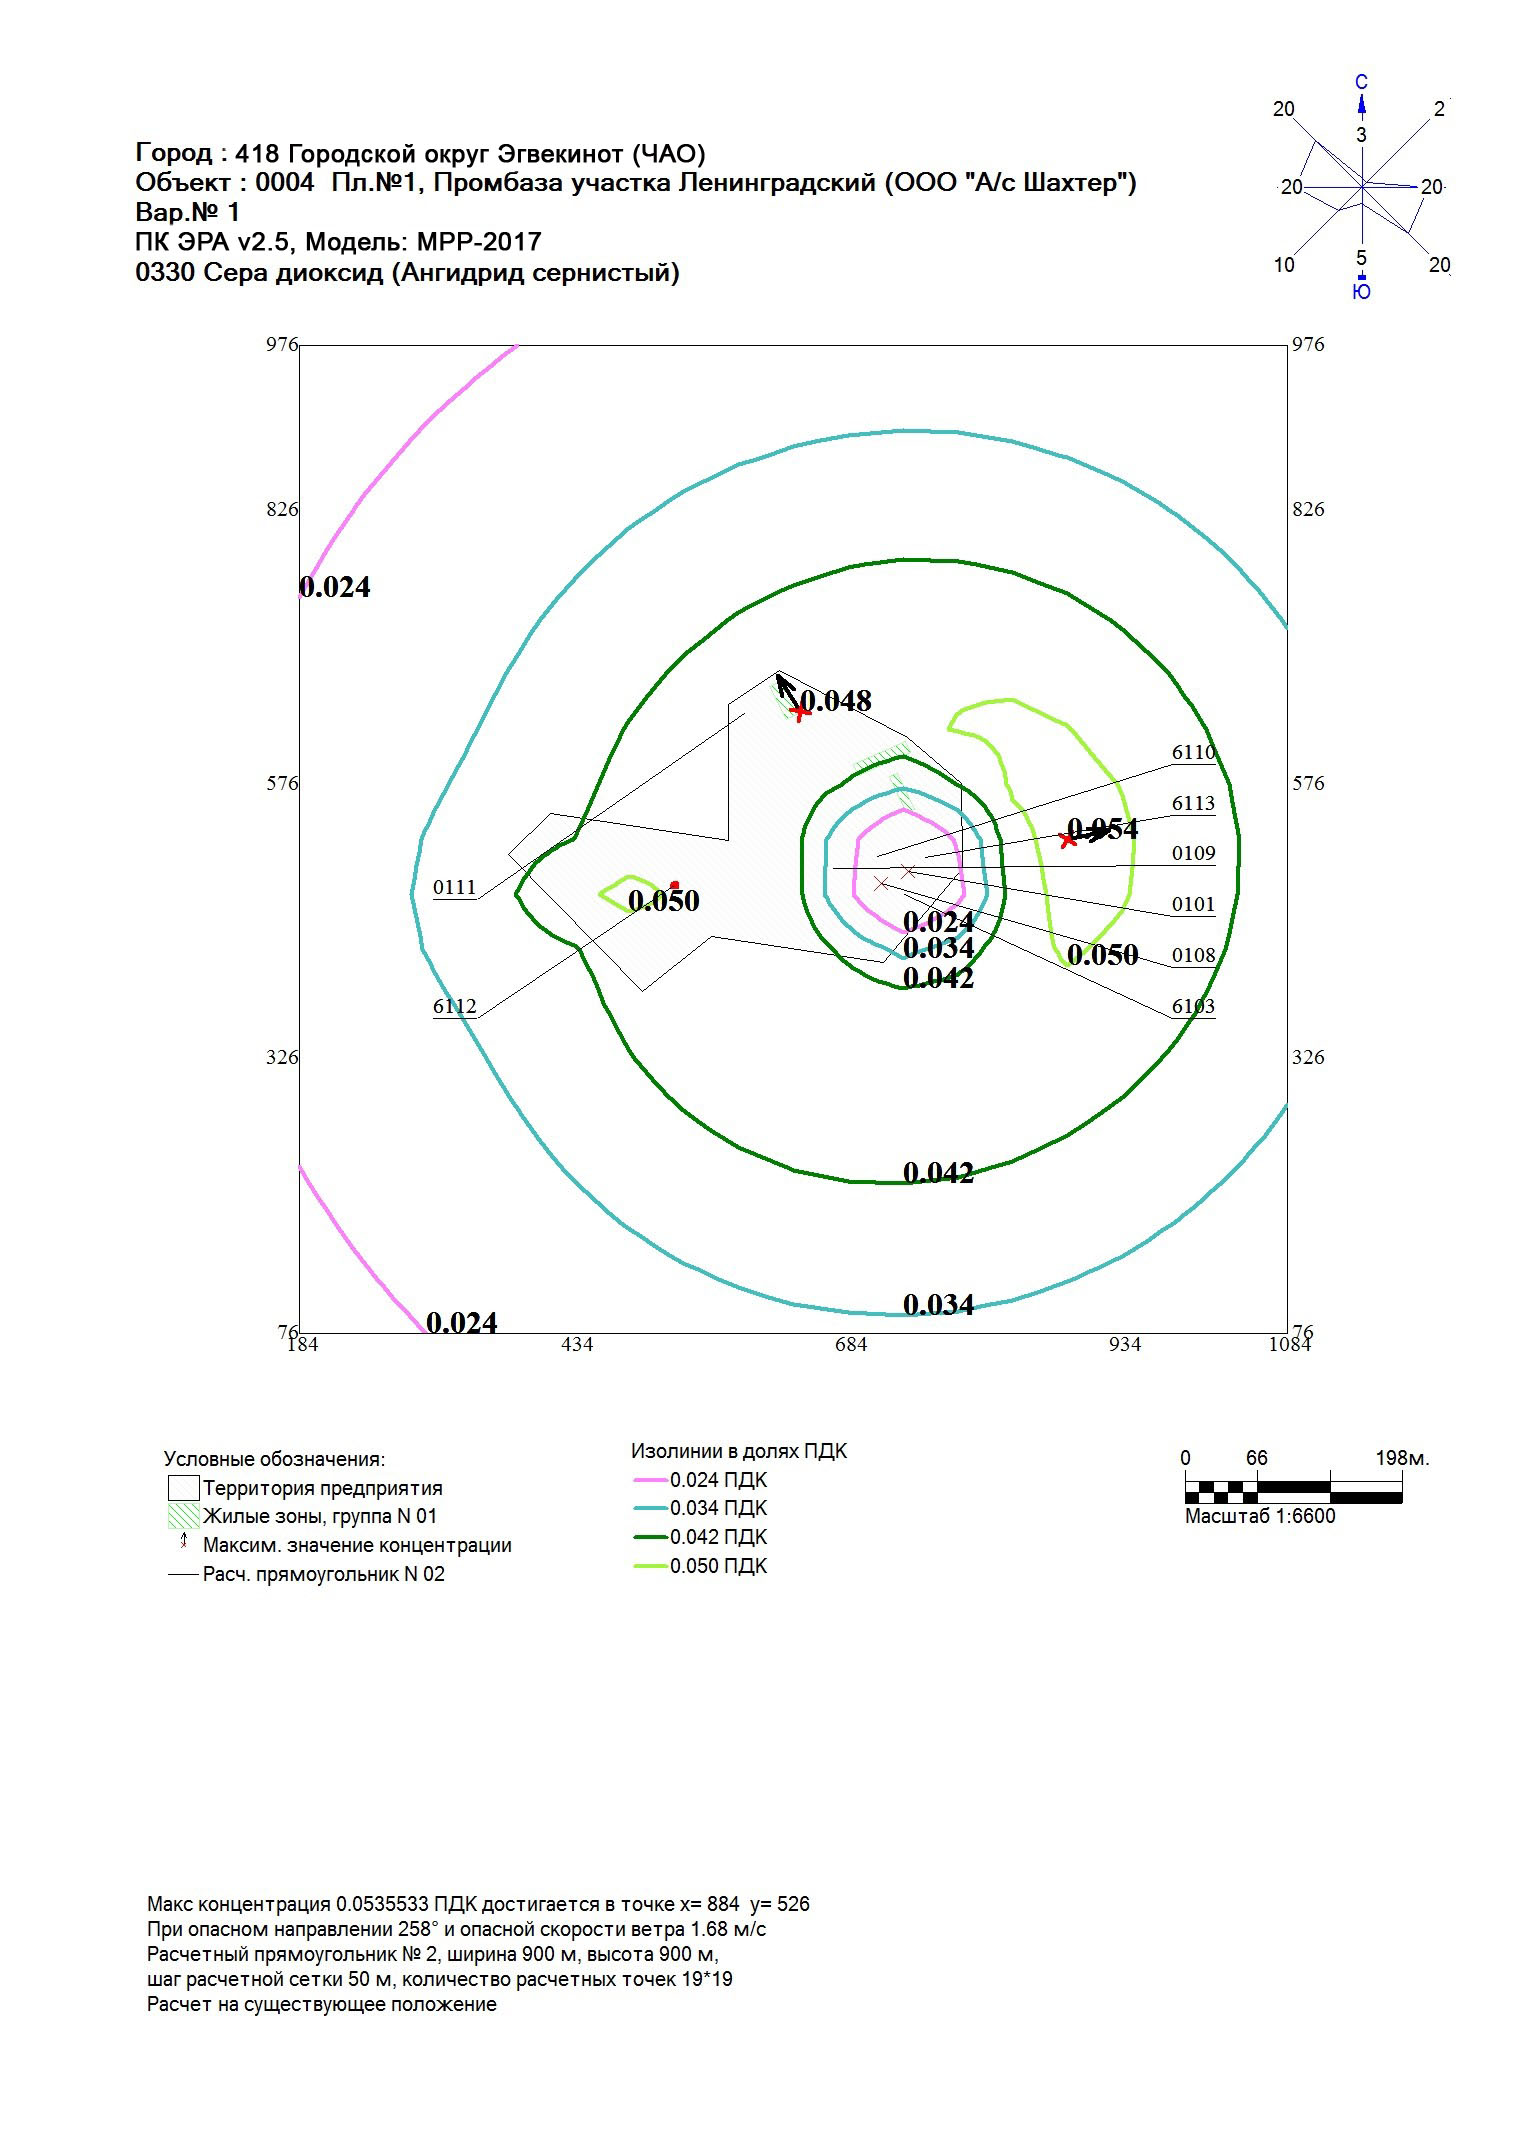 С
20
2
3
20
20
10
5
20
Ю
Город : 418 Городской округ Эгвекинот (ЧАО)
Объект : 0004 Пл.№1, Промбаза участка Ленинградский (ООО "А/с Шахтер")
Вар.№ 1
ПК ЭРА v2.5, Модель: МРР-2017
0330 Сера диоксид (Ангидрид сернистый)
976
976
826
826
0.024
0.048
6110
576
576
6113
0.054
0109
0111
0.050
0101
0.024
0.034
0.050
0108
0.042
6112
6103
326
326
0.042
0.034
0.024
76
76
184
434
684
934
1084
Условные обозначения:
Территория предприятия
Жилые зоны, группа N 01
Максим. значение концентрации
Расч. прямоугольник N 02
Изолинии в долях ПДК
0.024 ПДК
0.034 ПДК
0.042 ПДК
0.050 ПДК
0 66 198м.
Масштаб 1:6600
Макс концентрация 0.0535533 ПДК достигается в точке x= 884 y= 526
При опасном направлении 258° и опасной скорости ветра 1.68 м/с
Расчетный прямоугольник № 2, ширина 900 м, высота 900 м,
шаг расчетной сетки 50 м, количество расчетных точек 19*19
Расчет на существующее положение